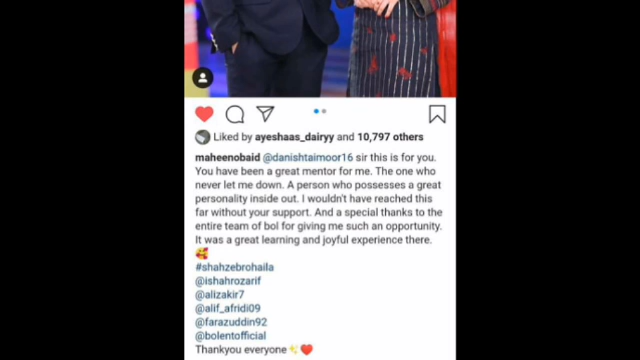 Liked by ayeshaas_dairyy and 10,797 others
maheenobaid @danishtaimoor16 sir this is for you.
You have been a great mentor for me. The one who
never let me down. A person who possesses a great
personality inside out. I wouldn't have reached this
far without your support. And a special thanks to the
entire team of bol for giving me such an opportunity.
It was a great learning and joyful experience there.
🥰
#shahzebrohaila
@ishahrozarif
@alizakir7
@alif_afridi09
@farazuddin92
@bolentofficial
Thankyou everyone ✨❤️